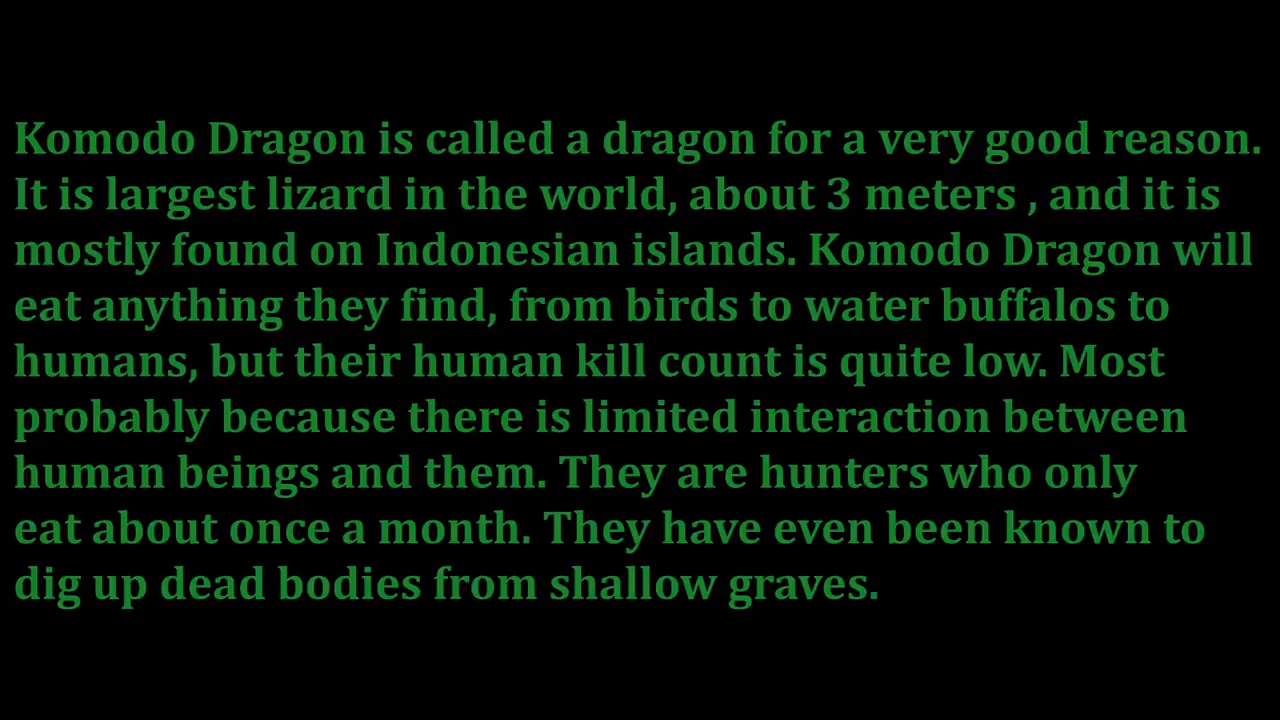 Komodo Dragon is called a dragon for a very good reason.
It is largest lizard in the world, about 3 meters , and it is
mostly found on Indonesian islands. Komodo Dragon will
eat anything they find, from birds to water buffalos to
humans, but their human kill count is quite low. Most
probably because there is limited interaction between
human beings and them. They are hunters who only
eat about once a month. They have even been known to
dig up dead bodies from shallow graves.